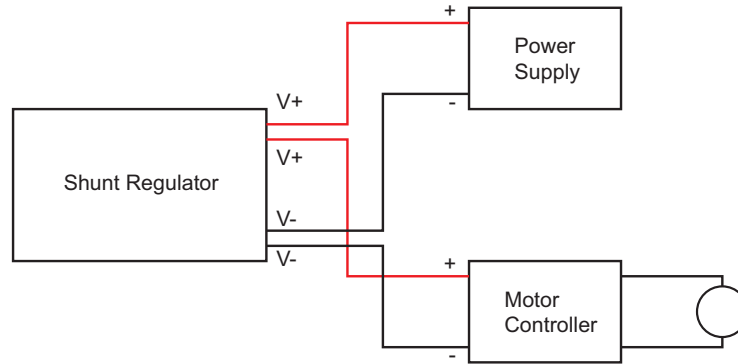 +
Power
Supply
-
V+
V+
Shunt Regulator
V-
V-
+
Motor
Controller
-